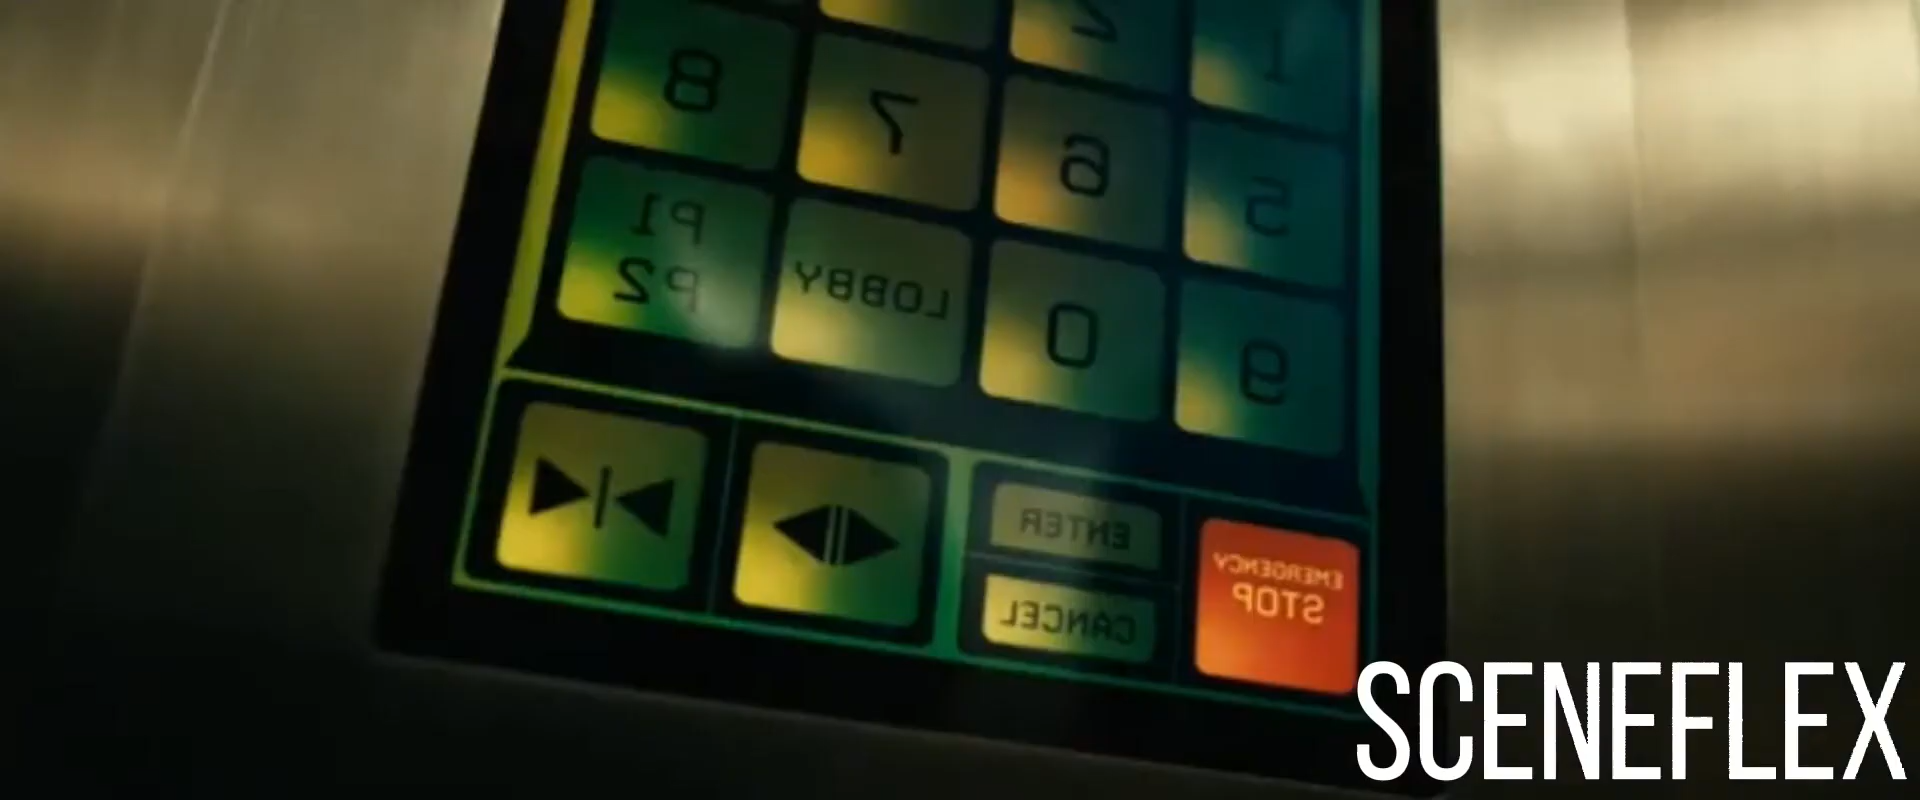 2 1
8 7 6 5
P1 LOBBY 0 9
P2
ENTER
CANCEL
EMERGENCY
STOP
SCENEFLEX